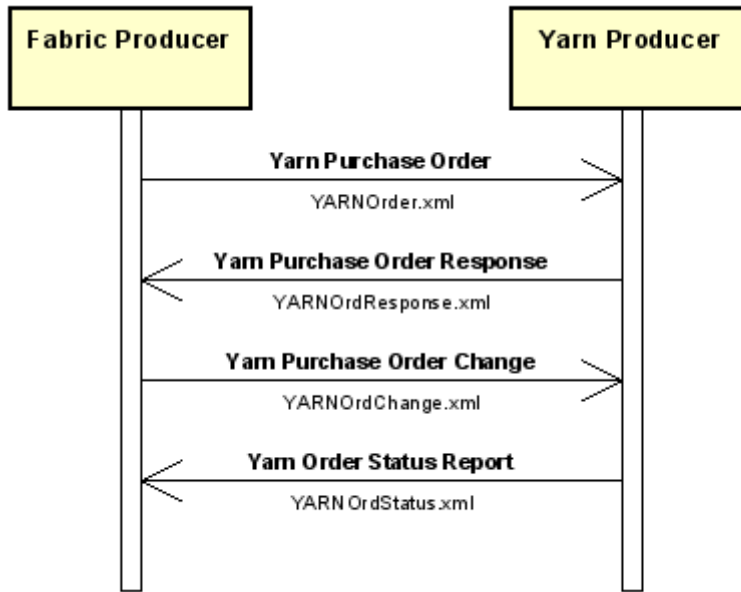 Fabric Producer
Yarn Producer
Yarn Purchase Order
YARNOrder.xml
Yarn Purchase Order Response
YARNOrdResponse.xml
Yarn Purchase Order Change
YARNOrdChange.xml
Yarn Order Status Report
YARNOrdStatus.xml